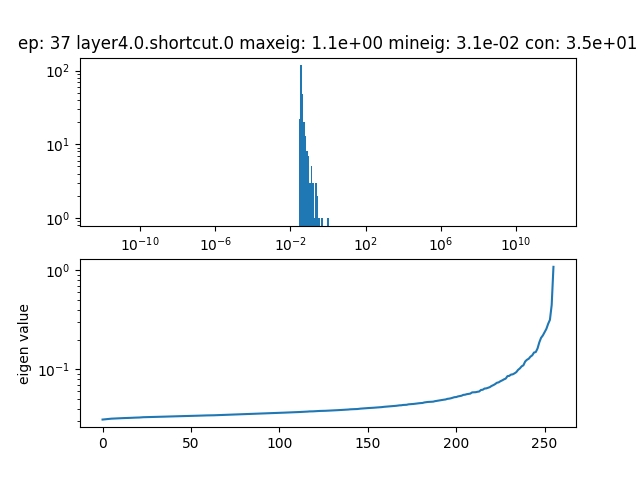 ep: 37 layer4.0.shortcut.0 maxeig: 1.1e+00 mineig: 3.1e-02 con: 3.5e+01
10²
10¹
10⁰
10⁻¹⁰ 10⁻⁶ 10⁻² 10² 10⁶ 10¹⁰
10⁰
10⁻¹
eigen value
0 50 100 150 200 250